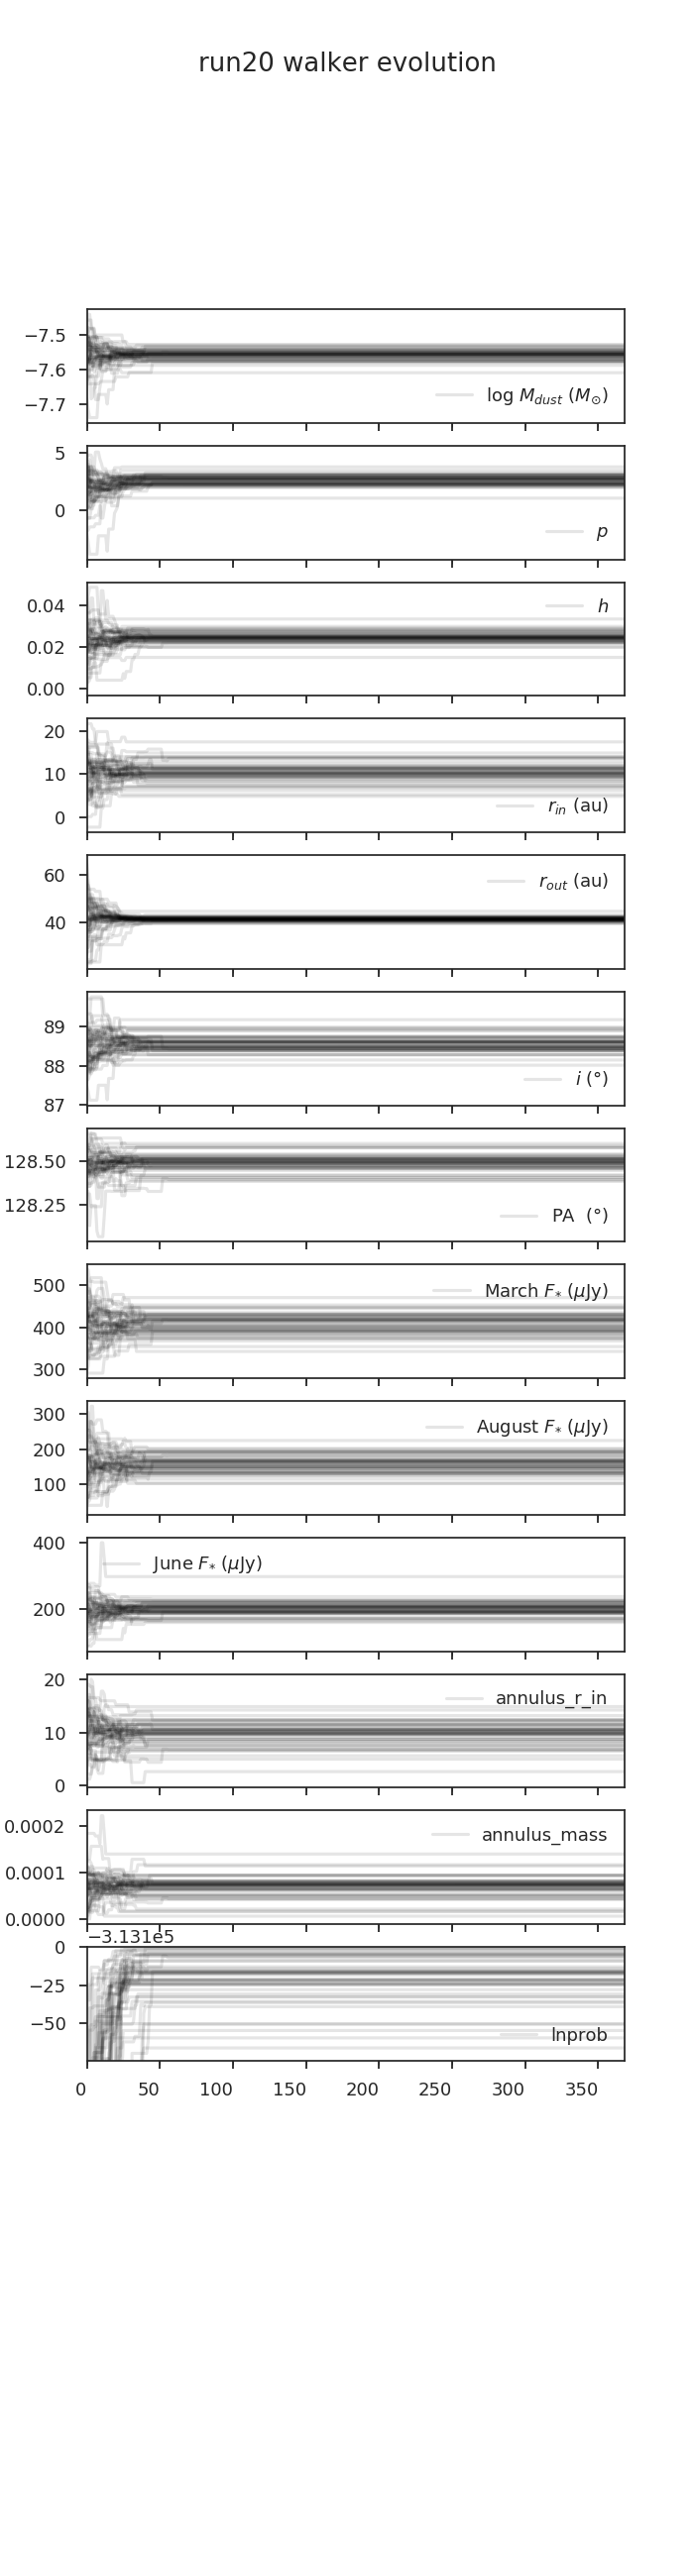 run20 walker evolution
−7.5
−7.6
−7.7
log M_dust (M_⊙)
5
0
p
0.04
0.02
0.00
h
20
10
0
r_in (au)
60
40
r_out (au)
89
88
87
i (°)
128.50
128.25
PA (°)
500
400
300
March F_* (μJy)
300
200
100
August F_* (μJy)
400
200
June F_* (μJy)
20
10
0
annulus_r_in
0.0002
0.0001
0.0000
annulus_mass
−3.131e5
0
−25
−50
lnprob
0 50 100 150 200 250 300 350